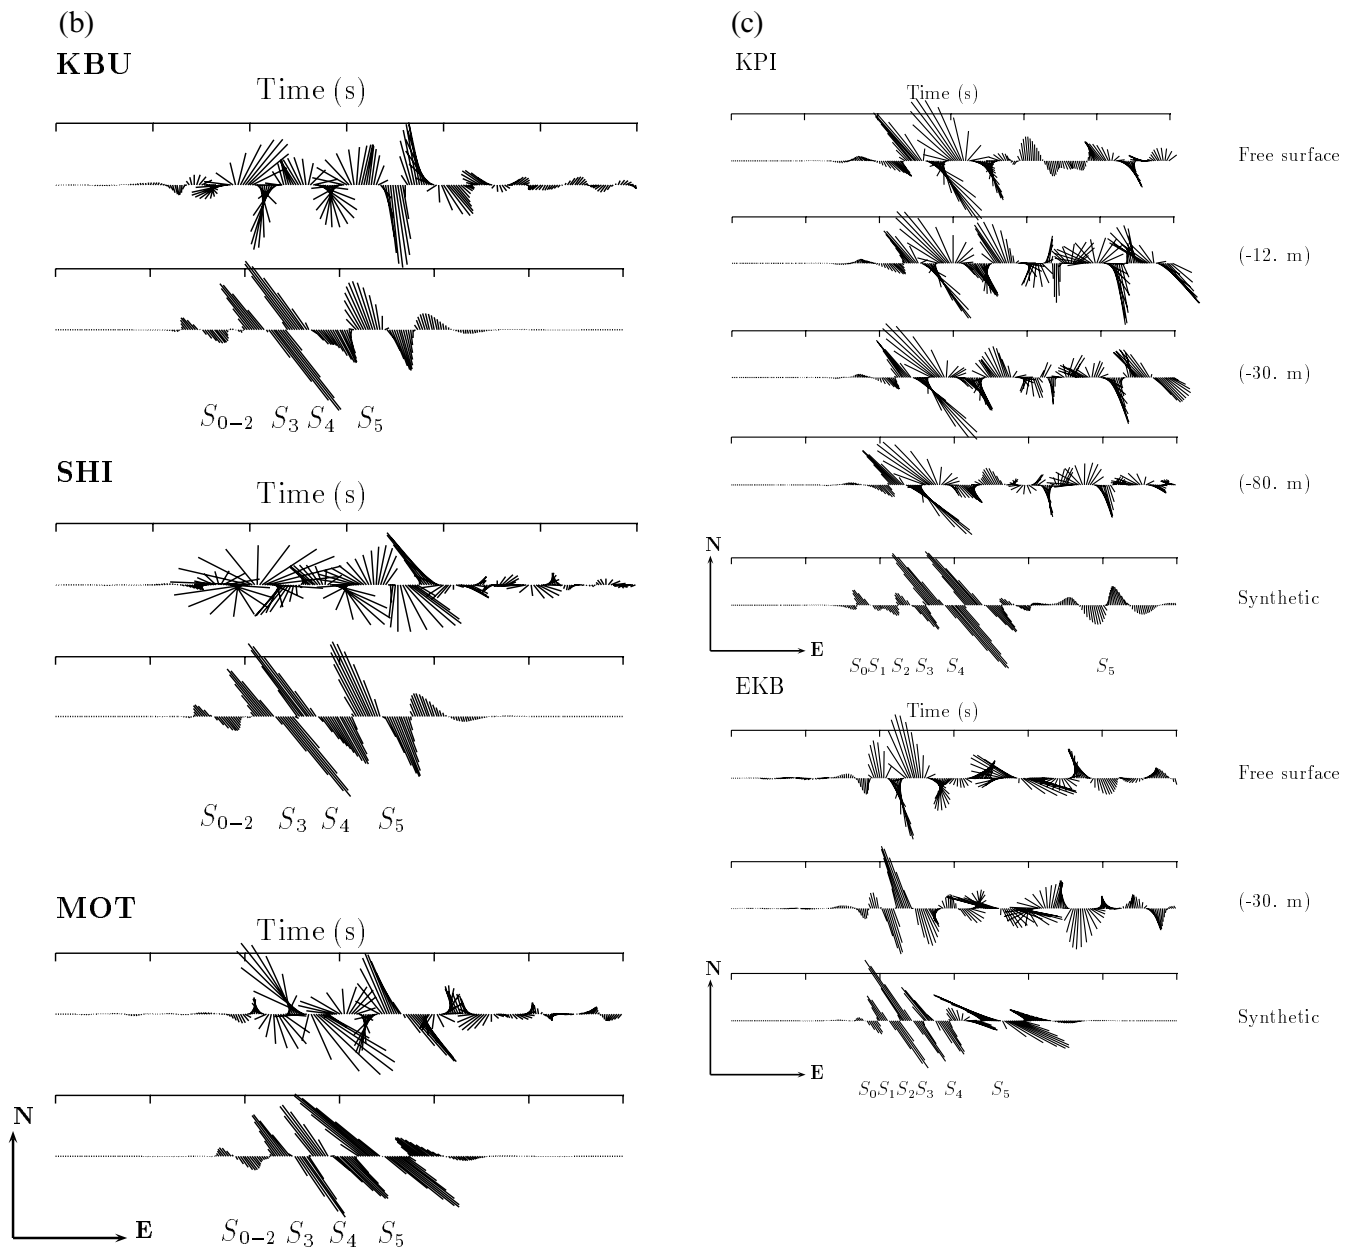 (b)
KBU
Time (s)
S0−2 S3 S4 S5
SHI
Time (s)
S0−2 S3 S4 S5
MOT
Time (s)
N
E
S0−2 S3 S4 S5
(c)
KPI
Time (s)
Free surface
(-12. m)
(-30. m)
(-80. m)
N
Synthetic
E
S0S1 S2 S3 S4 S5
EKB
Time (s)
Free surface
(-30. m)
N
Synthetic
E
S0S1S2S3 S4 S5